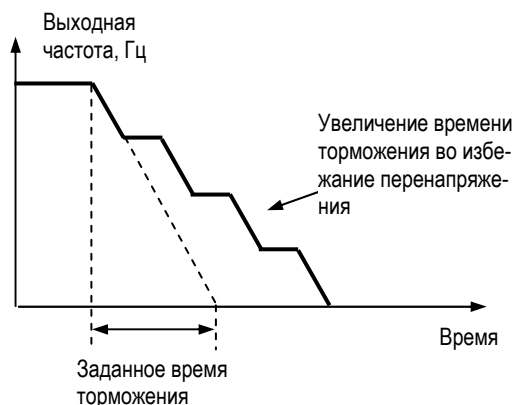 Выходная
частота, Гц
Увеличение времени
торможения во избе-
жание перенапряже-
ния
Время
Заданное время
торможения